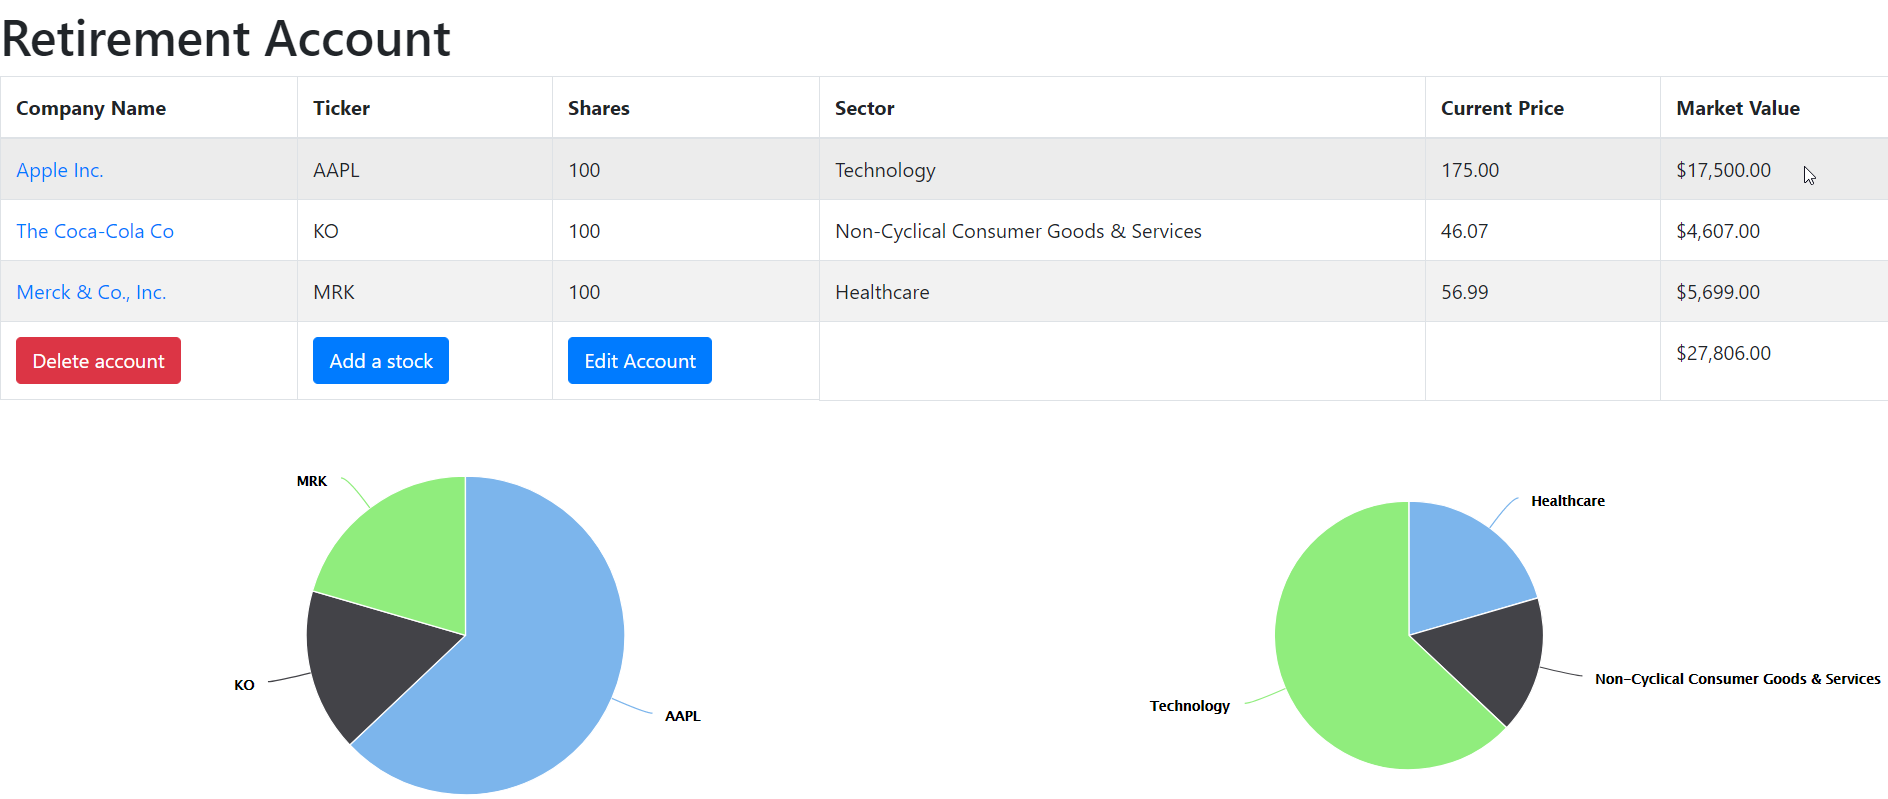 Retirement Account
Company Name Ticker Shares Sector Current Price Market Value
Apple Inc. AAPL 100 Technology 175.00 $17,500.00
The Coca-Cola Co KO 100 Non-Cyclical Consumer Goods & Services 46.07 $4,607.00
Merck & Co., Inc. MRK 100 Healthcare 56.99 $5,699.00
Delete account Add a stock Edit Account $27,806.00
MRK
KO
AAPL
Healthcare
Non-Cyclical Consumer Goods & Services
Technology